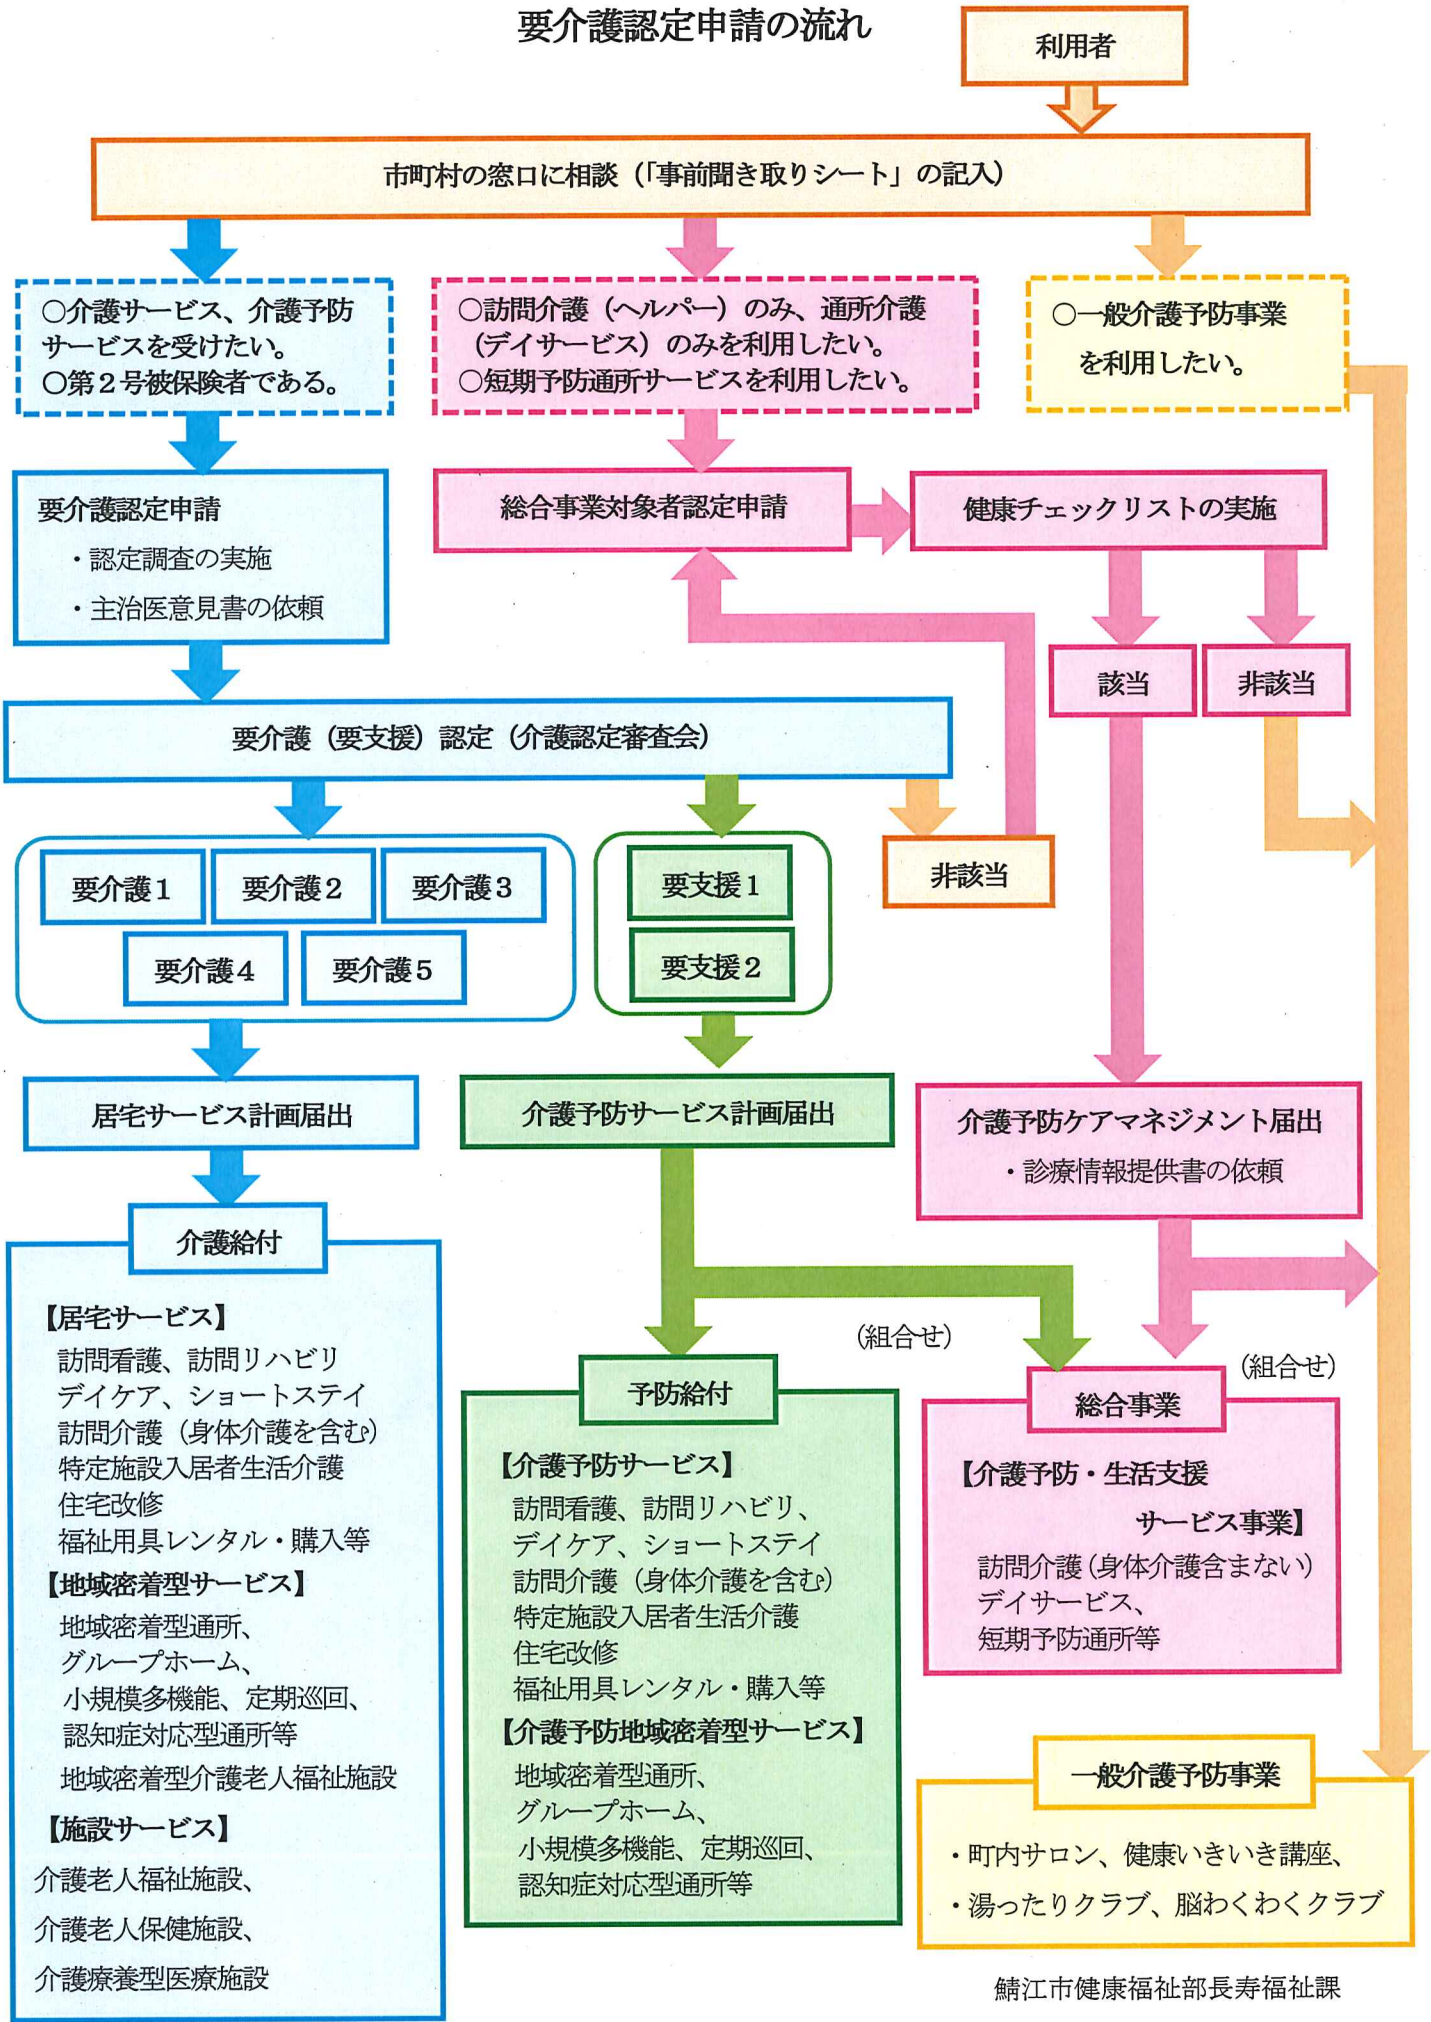 要介護認定申請の流れ
利用者
市町村の窓口に相談（「事前聞き取りシート」の記入）
○介護サービス、介護予防
サービスを受けたい。
○第２号被保険者である。
○訪問介護（ヘルパー）のみ、通所介護
（デイサービス）のみを利用したい。
○短期予防通所サービスを利用したい。
○一般介護予防事業
を利用したい。
要介護認定申請
・認定調査の実施
・主治医意見書の依頼
総合事業対象者認定申請
健康チェックリストの実施
該当
非該当
要介護（要支援）認定（介護認定審査会）
要介護１
要介護２
要介護３
要介護４
要介護５
要支援１
要支援２
非該当
居宅サービス計画届出
介護予防サービス計画届出
介護予防ケアマネジメント届出
・診療情報提供書の依頼
介護給付
【居宅サービス】
訪問看護、訪問リハビリ
デイケア、ショートステイ
訪問介護（身体介護を含む）
特定施設入居者生活介護
住宅改修
福祉用具レンタル・購入等
【地域密着型サービス】
地域密着型通所、
グループホーム、
小規模多機能、定期巡回、
認知症対応型通所等
地域密着型介護老人福祉施設
【施設サービス】
介護老人福祉施設、
介護老人保健施設、
介護療養型医療施設
（組合せ）
予防給付
【介護予防サービス】
訪問看護、訪問リハビリ、
デイケア、ショートステイ
訪問介護（身体介護を含む）
特定施設入居者生活介護
住宅改修
福祉用具レンタル・購入等
【介護予防地域密着型サービス】
地域密着型通所、
グループホーム、
小規模多機能、定期巡回、
認知症対応型通所等
（組合せ）
総合事業
【介護予防・生活支援
サービス事業】
訪問介護（身体介護含まない）
デイサービス、
短期予防通所等
一般介護予防事業
・町内サロン、健康いきいき講座、
・湯ったりクラブ、脳わくわくクラブ
鯖江市健康福祉部長寿福祉課